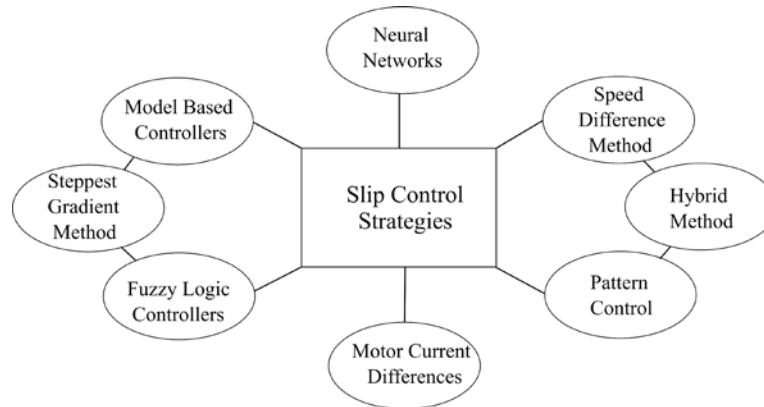 Neural
Networks
Model Based
Controllers
Speed
Difference
Method
Steppest
Gradient
Method
Slip Control
Strategies
Hybrid
Method
Fuzzy Logic
Controllers
Pattern
Control
Motor Current
Differences